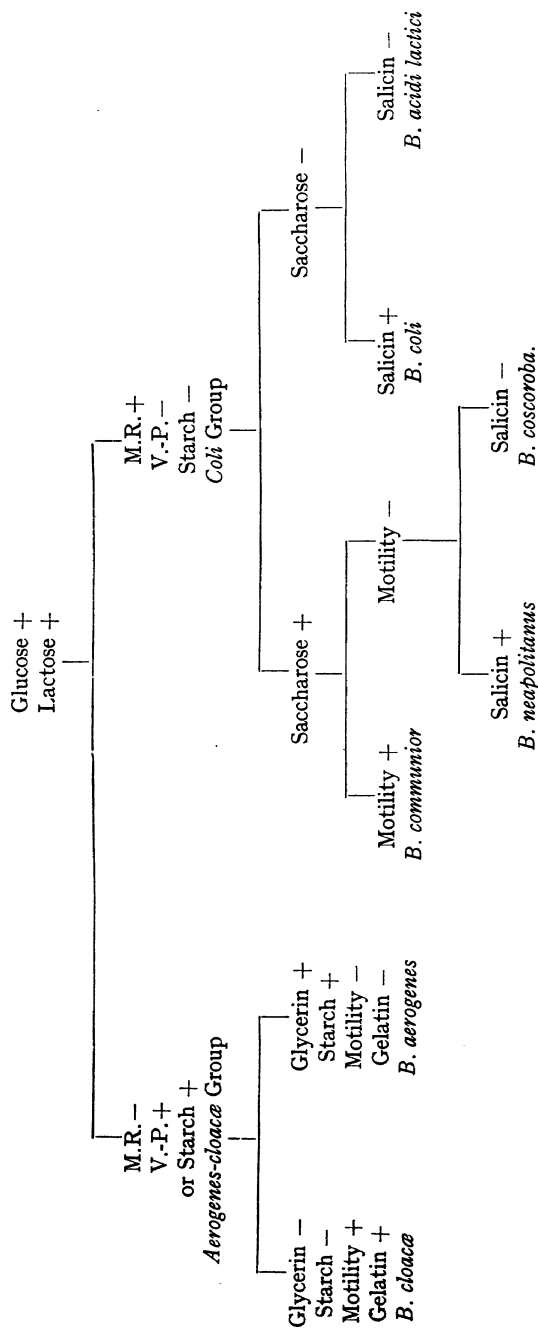 Glucose +
Lactose +
M.R. —
V.-P. +
or Starch +
Aerogenes-cloacæ Group
M.R. +
V.-P. —
Starch —
Coli Group
Glycerin —
Starch —
Motility +
Gelatin +
B. cloacæ
Glycerin +
Starch +
Motility —
Gelatin —
B. aerogenes
Saccharose +
Saccharose —
Motility +
B. communior
Motility —
Salicin +
B. coli
Salicin —
B. acidi lactici
Salicin +
B. neapolitanus
Salicin —
B. coscoroba.